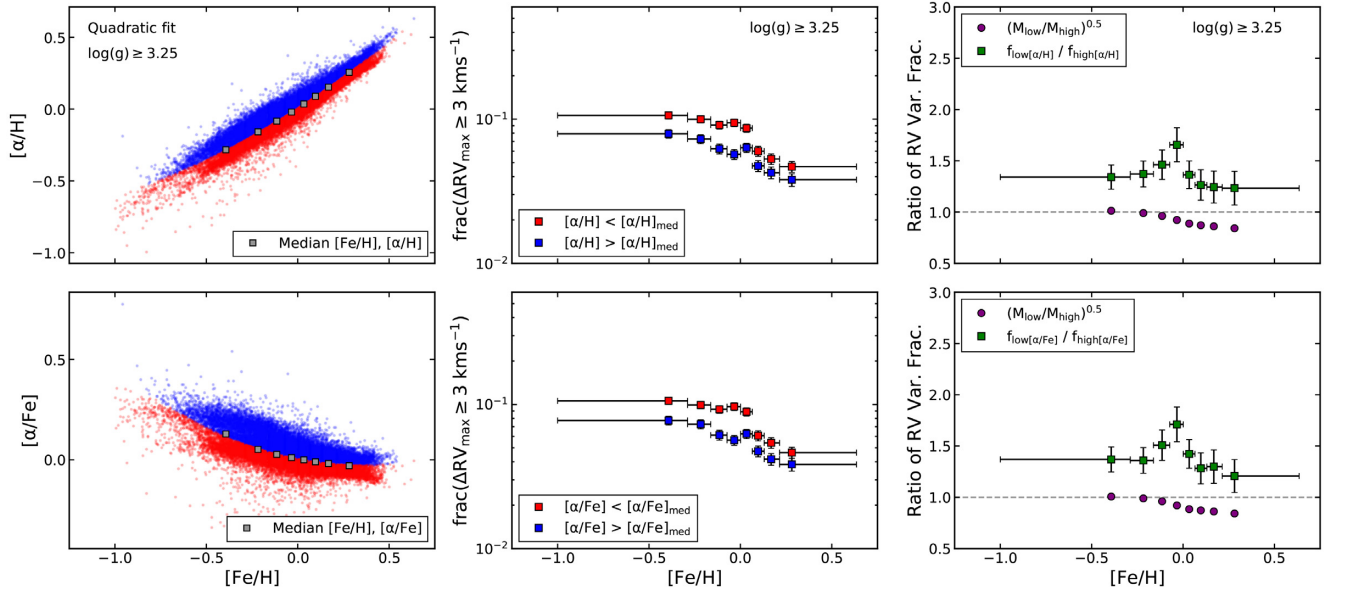 Quadratic fit
log(g) ≥ 3.25
[α/H]
0.5
0.0
−0.5
−1.0
Median [Fe/H], [α/H]
frac(ΔRVmax ≥ 3 kms⁻¹)
10⁻¹
10⁻²
log(g) ≥ 3.25
[α/H] < [α/H]med
[α/H] > [α/H]med
Ratio of RV Var. Frac.
3.0
2.5
2.0
1.5
1.0
0.5
(Mlow/Mhigh)^0.5
flow[α/H] / fhigh[α/H]
log(g) ≥ 3.25
[α/Fe]
0.5
0.0
Median [Fe/H], [α/Fe]
−1.0 −0.5 0.0 0.5
[Fe/H]
frac(ΔRVmax ≥ 3 kms⁻¹)
10⁻¹
10⁻²
[α/Fe] < [α/Fe]med
[α/Fe] > [α/Fe]med
−1.0 −0.5 0.0 0.5
[Fe/H]
Ratio of RV Var. Frac.
3.0
2.5
2.0
1.5
1.0
0.5
(Mlow/Mhigh)^0.5
flow[α/Fe] / fhigh[α/Fe]
−1.0 −0.5 0.0 0.5
[Fe/H]